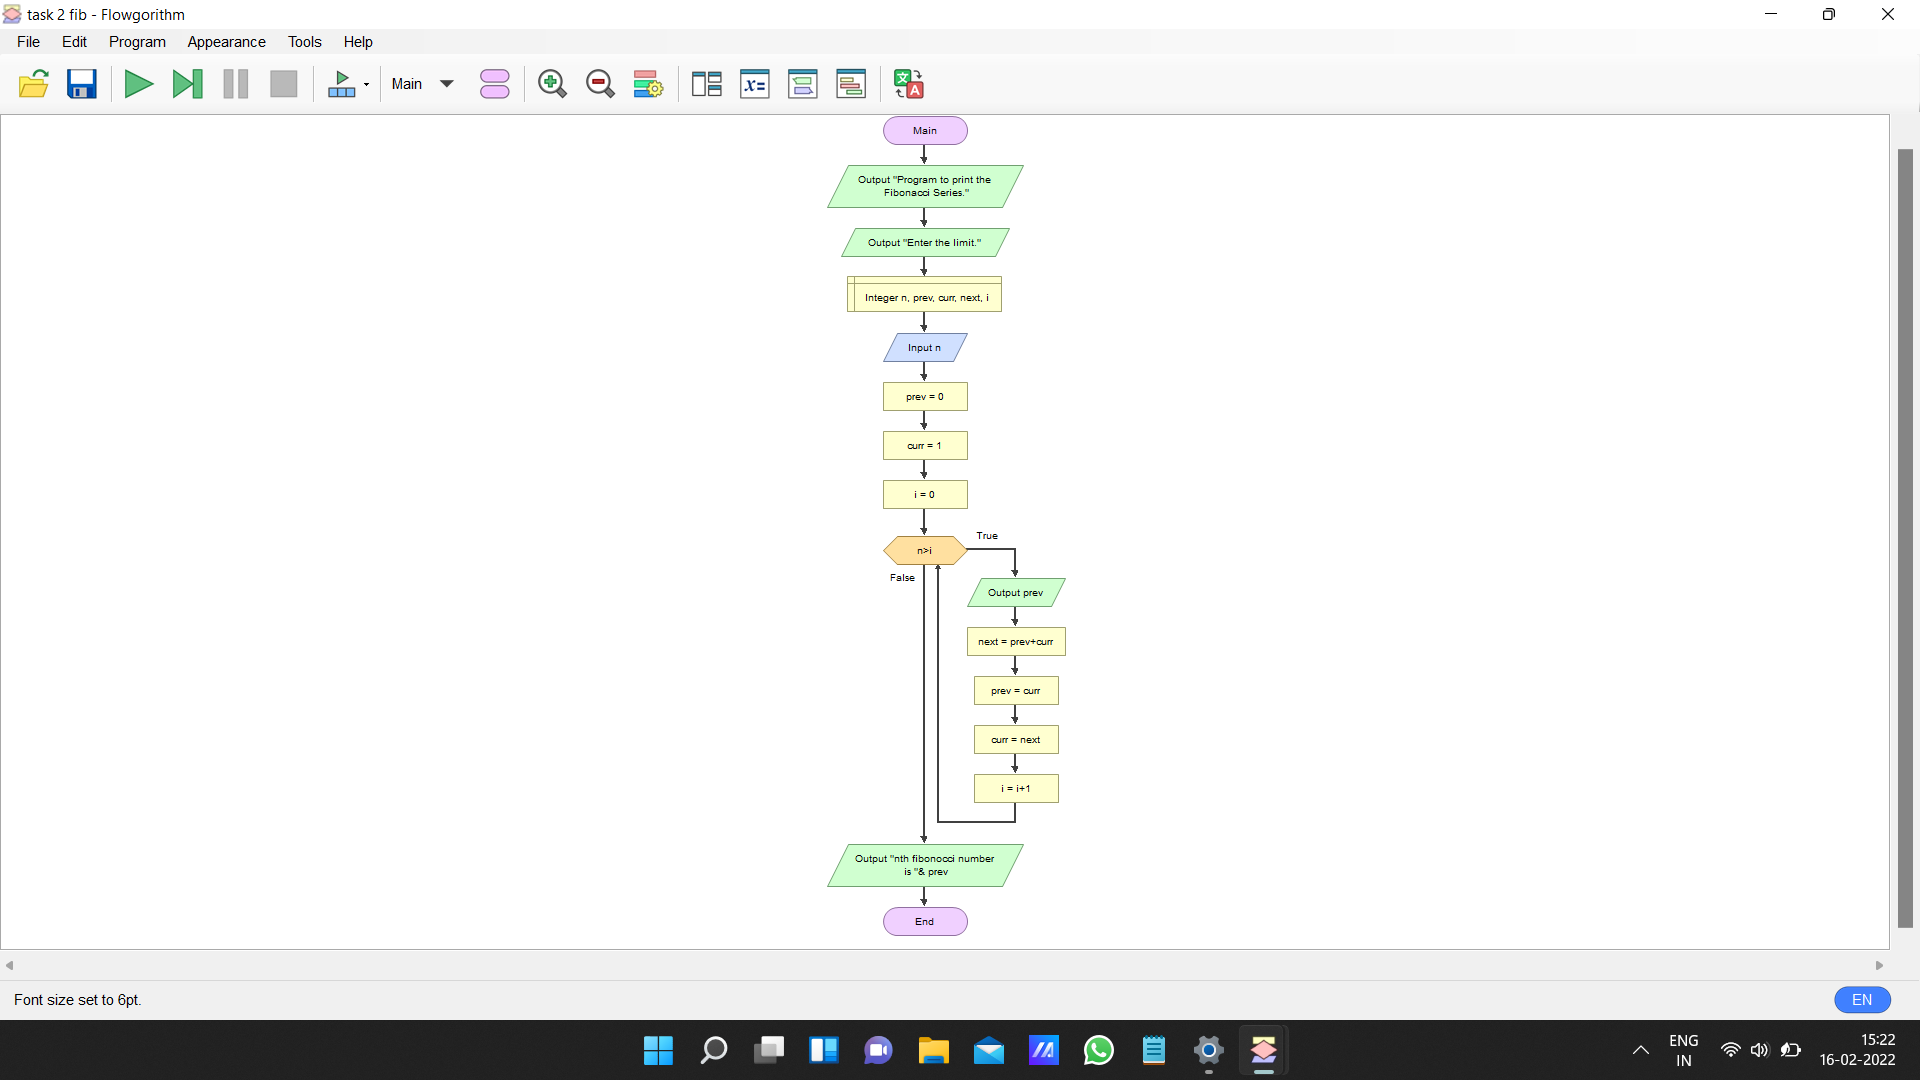 task 2 fib - Flowgorithm
File Edit Program Appearance Tools Help
Main
x=
A
Main
Output "Program to print the
Fibonacci Series."
Output "Enter the limit."
Integer n, prev, curr, next, i
Input n
prev = 0
curr = 1
i = 0
n>i
True
False
Output prev
next = prev+curr
prev = curr
curr = next
i = i+1
Output "nth fibonocci number
is "& prev
End
Font size set to 6pt.
EN
ENG
IN
15:22
16-02-2022